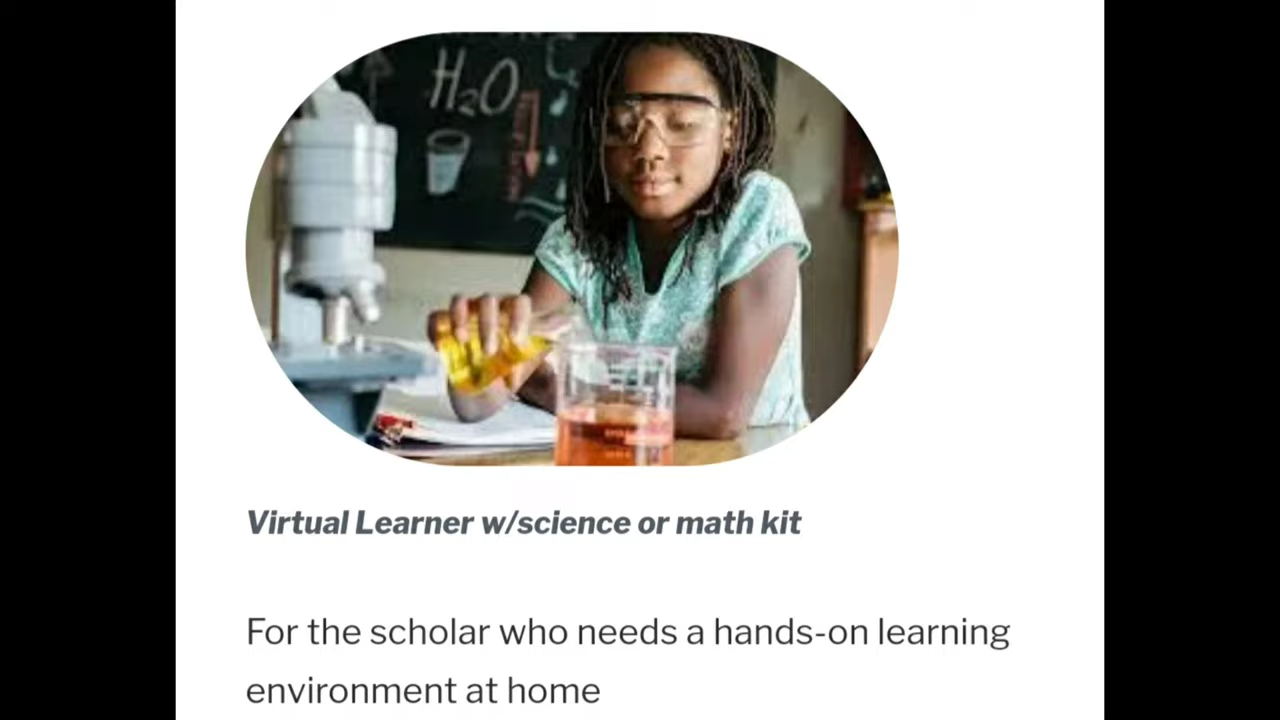 H₂O
Virtual Learner w/science or math kit
For the scholar who needs a hands-on learning
environment at home